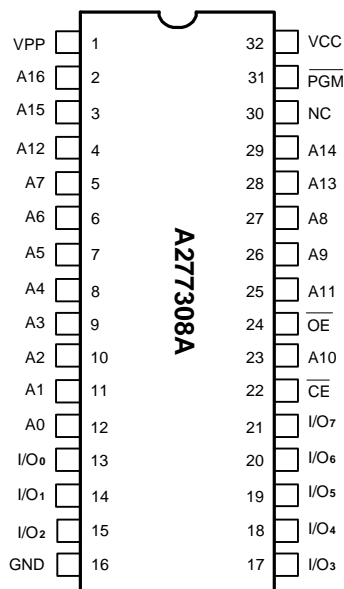 VPP 1 32 VCC
A16 2 31 PGM
A15 3 30 NC
A12 4 29 A14
A7 5 28 A13
A6 6 27 A8
A5 7 26 A9
A4 8 25 A11
A3 9 24 OE
A2 10 23 A10
A1 11 22 CE
A0 12 21 I/O7
I/O0 13 20 I/O6
I/O1 14 19 I/O5
I/O2 15 18 I/O4
GND 16 17 I/O3
A277308A